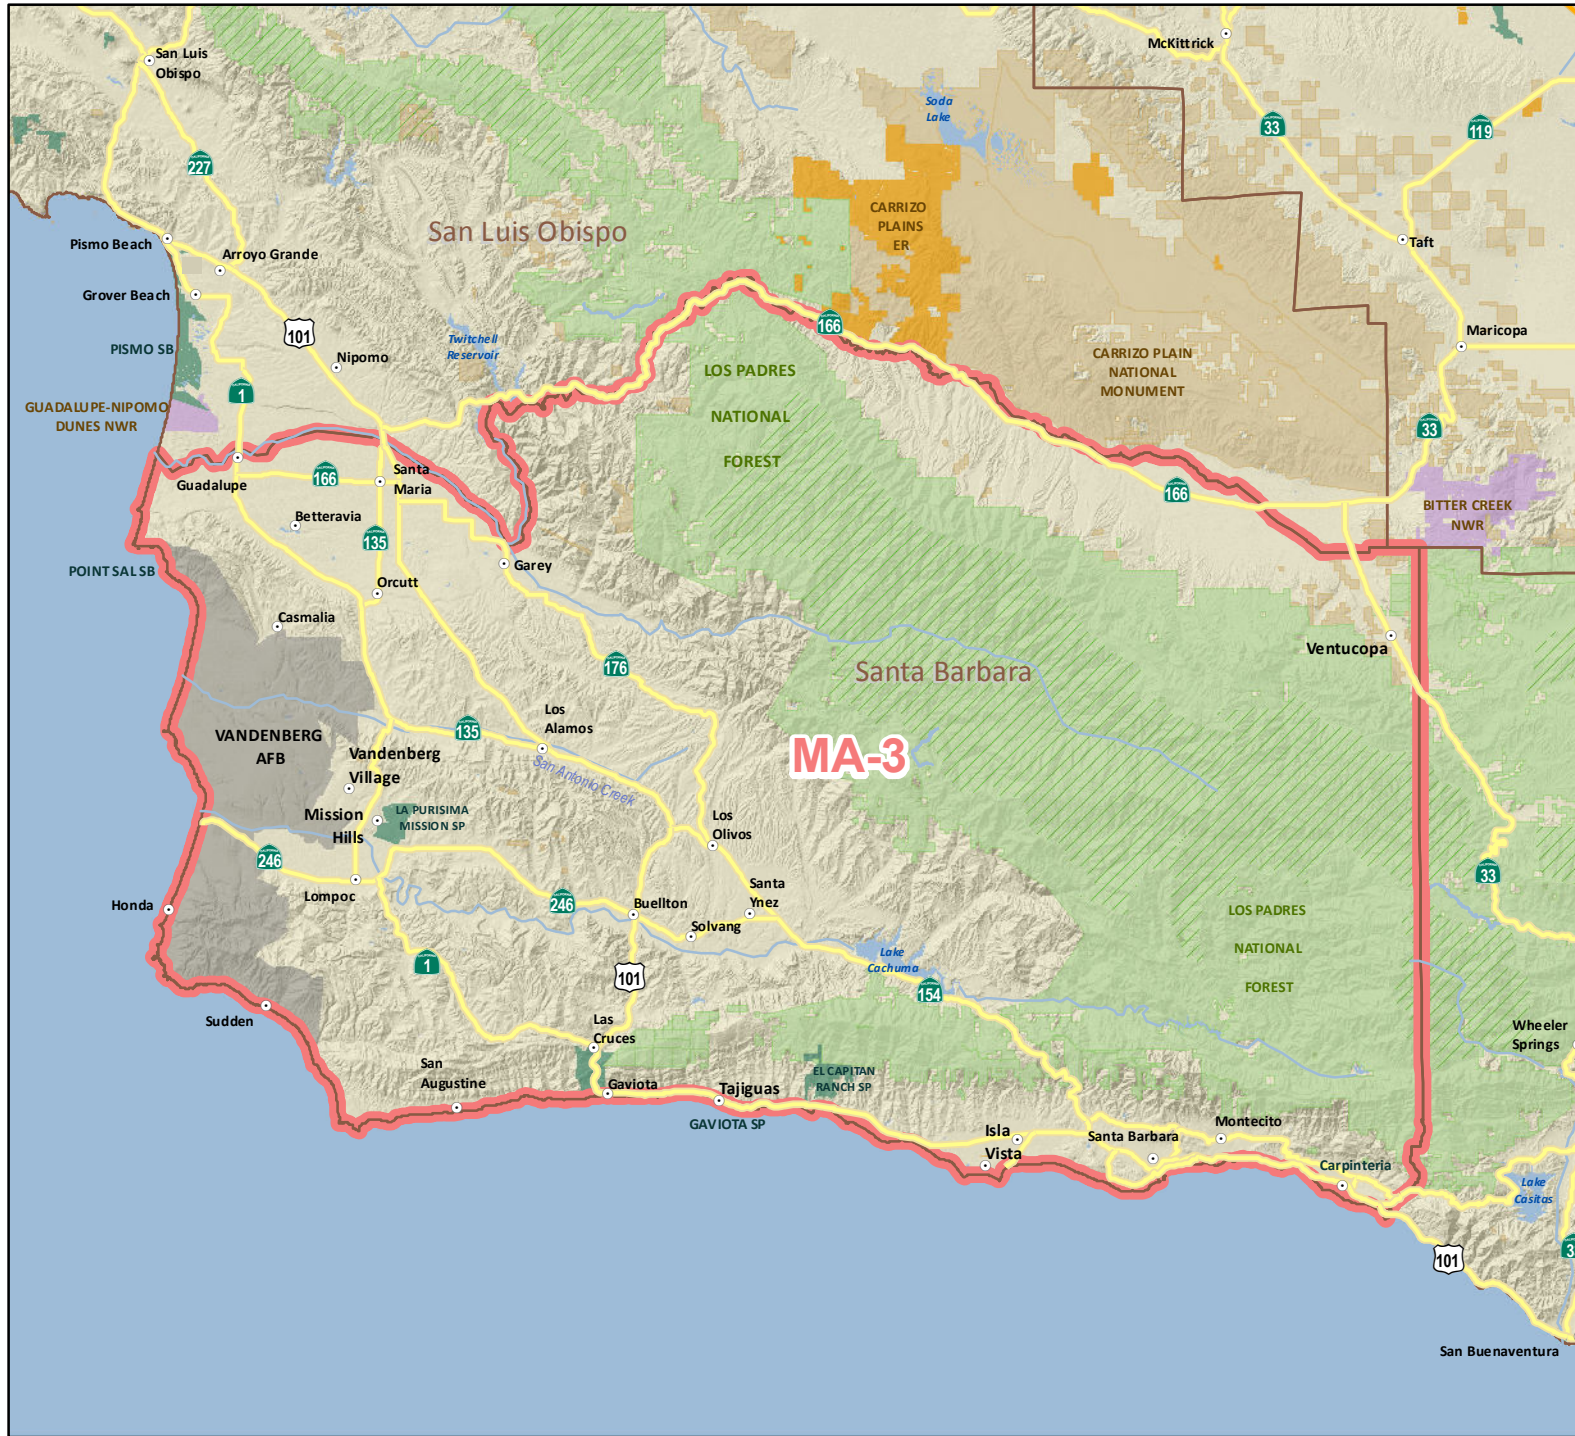 San Luis
Obispo
McKittrick
Soda
Lake
33
119
227
CARRIZO
PLAINS
ER
San Luis Obispo
Pismo Beach
Arroyo Grande
Taft
Grover Beach
101
166
Maricopa
PISMO SB
Twitchell
Reservoir
Nipomo
CARRIZO PLAIN
NATIONAL
MONUMENT
LOS PADRES
NATIONAL
FOREST
1
GUADALUPE-NIPOMO
DUNES NWR
33
Guadalupe
166
Santa
Maria
166
BITTER CREEK
NWR
Betteravia
135
POINT SAL SB
Garey
Orcutt
Casmalia
Ventucopa
176
Santa Barbara
VANDENBERG
AFB
135
Los
Alamos
MA-3
Vandenberg
Village
San Antonio Creek
Mission
Hills
LA PURISIMA
MISSION SP
Los
Olivos
246
33
Lompoc
Santa
Ynez
Honda
246
Buellton
Solvang
LOS PADRES
NATIONAL
FOREST
1
101
Lake
Cachuma
154
Sudden
Las
Cruces
Wheeler
Springs
San
Augustine
Gaviota
Tajiguas
EL CAPITAN
RANCH SP
GAVIOTA SP
Isla
Vista
Santa Barbara
Montecito
Carpinteria
Lake
Casitas
101
San Buenaventura